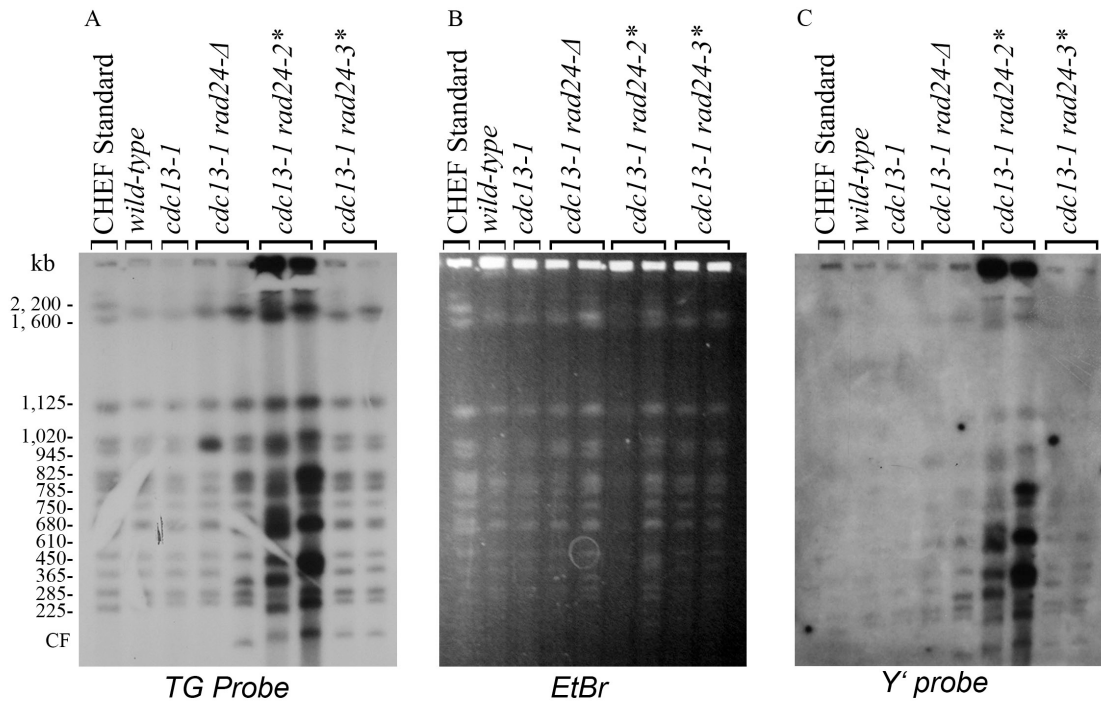 A
B
C
CHEF Standard
wild-type
cdc13-1
cdc13-1 rad24-Δ
cdc13-1 rad24-2*
cdc13-1 rad24-3*
CHEF Standard
wild-type
cdc13-1
cdc13-1 rad24-Δ
cdc13-1 rad24-2*
cdc13-1 rad24-3*
CHEF Standard
wild-type
cdc13-1
cdc13-1 rad24-Δ
cdc13-1 rad24-2*
cdc13-1 rad24-3*
kb
2, 200 -
1, 600 -
1,125-
1,020-
945-
825-
785-
750-
680-
610-
450-
365-
285-
225-
CF
TG Probe
EtBr
Y‘ probe